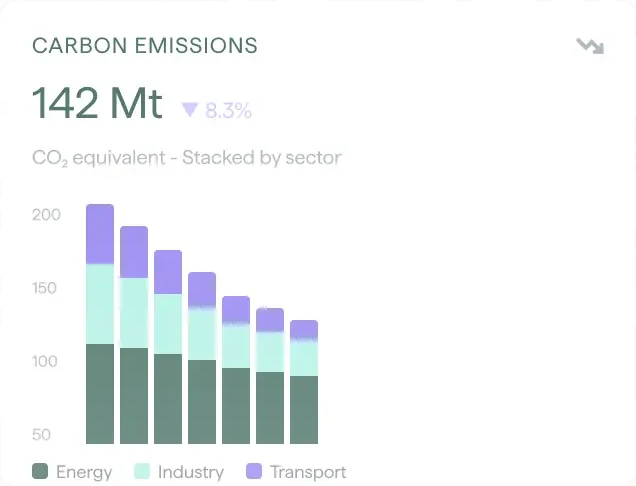 CARBON EMISSIONS
142 Mt ▼ 8.3%
CO₂ equivalent - Stacked by sector
200
150
100
50
Energy Industry Transport